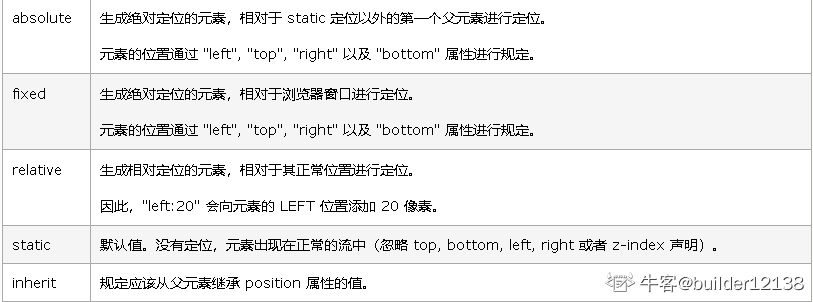 absolute
生成绝对定位的元素，相对于 static 定位以外的第一个父元素进行定位。
元素的位置通过 "left", "top", "right" 以及 "bottom" 属性进行规定。
fixed
生成绝对定位的元素，相对于浏览器窗口进行定位。
元素的位置通过 "left", "top", "right" 以及 "bottom" 属性进行规定。
relative
生成相对定位的元素，相对于其正常位置进行定位。
因此，"left:20" 会向元素的 LEFT 位置添加 20 像素。
static
默认值。没有定位，元素出现在正常的流中（忽略 top, bottom, left, right 或者 z-index 声明）。
inherit
规定应该从父元素继承 position 属性的值。
牛客@builder12138